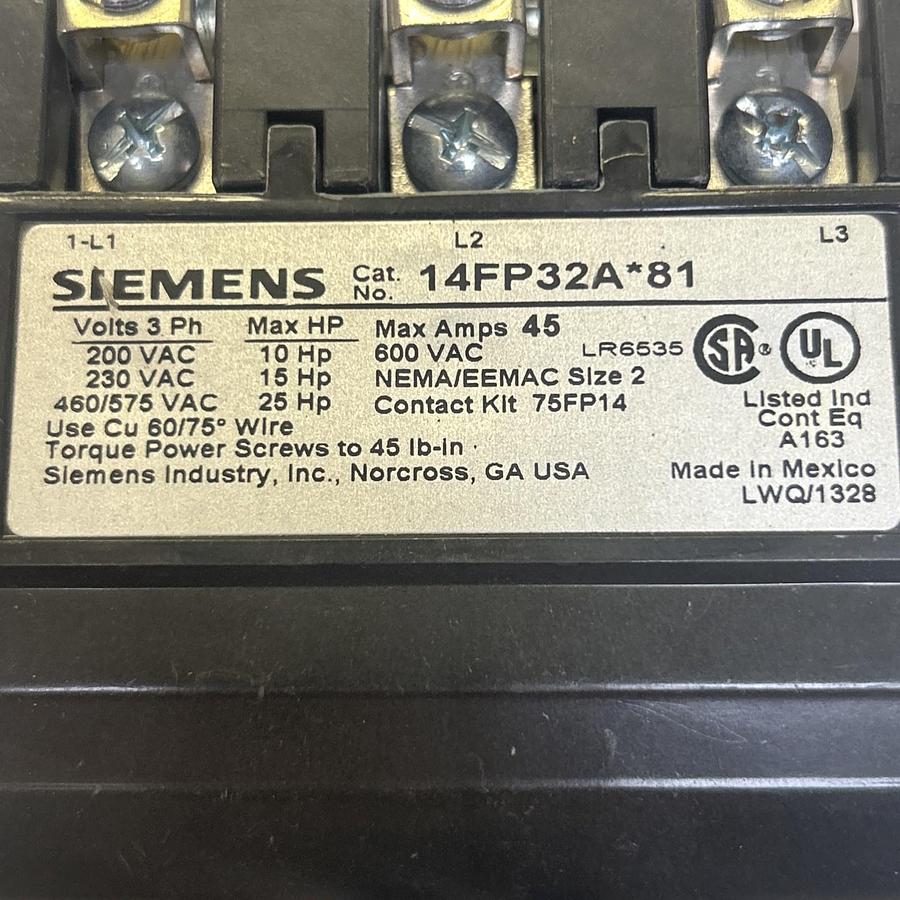 1-L1 L2 L3
SIEMENS Cat. No. 14FP32A*81
Volts 3 Ph Max HP Max Amps 45
200 VAC 10 Hp 600 VAC LR6535 SA ® UL
230 VAC 15 Hp NEMA/EEMAC Size 2
460/575 VAC 25 Hp Contact Kit 75FP14 Listed Ind
Use Cu 60/75° Wire Cont Eq
Torque Power Screws to 45 lb-in A163
Siemens Industry, Inc., Norcross, GA USA Made in Mexico
LWQ/1328